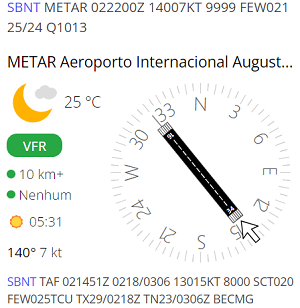 SBNT METAR 022200Z 14007KT 9999 FEW021
25/24 Q1013
METAR Aeroporto Internacional August...
25 °C
VFR
10 km+
Nenhum
05:31
140° 7 kt
N
3
6
E
S
21
24
W
30
33
16
34
SBNT TAF 021451Z 0218/0306 13015KT 8000 SCT020
FEW025TCU TX29/0218Z TN23/0306Z BECMG